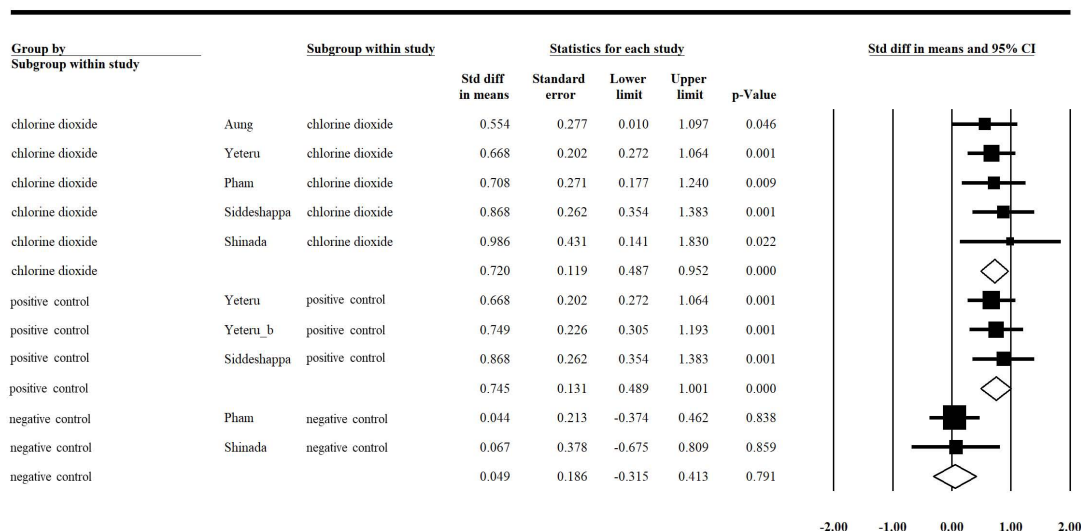 Group by Subgroup within study Statistics for each study Std diff in means and 95% CI
Subgroup within study
Std diff Standard Lower Upper
in means error limit limit p-Value
chlorine dioxide Aung chlorine dioxide 0.554 0.277 0.010 1.097 0.046
chlorine dioxide Yeteru chlorine dioxide 0.668 0.202 0.272 1.064 0.001
chlorine dioxide Pham chlorine dioxide 0.708 0.271 0.177 1.240 0.009
chlorine dioxide Siddeshappa chlorine dioxide 0.868 0.262 0.354 1.383 0.001
chlorine dioxide Shinada chlorine dioxide 0.986 0.431 0.141 1.830 0.022
chlorine dioxide 0.720 0.119 0.487 0.952 0.000
positive control Yeteru positive control 0.668 0.202 0.272 1.064 0.001
positive control Yeteru_b positive control 0.749 0.226 0.305 1.193 0.001
positive control Siddeshappa positive control 0.868 0.262 0.354 1.383 0.001
positive control 0.745 0.131 0.489 1.001 0.000
negative control Pham negative control 0.044 0.213 -0.374 0.462 0.838
negative control Shinada negative control 0.067 0.378 -0.675 0.809 0.859
negative control 0.049 0.186 -0.315 0.413 0.791
-2.00 -1.00 0.00 1.00 2.00